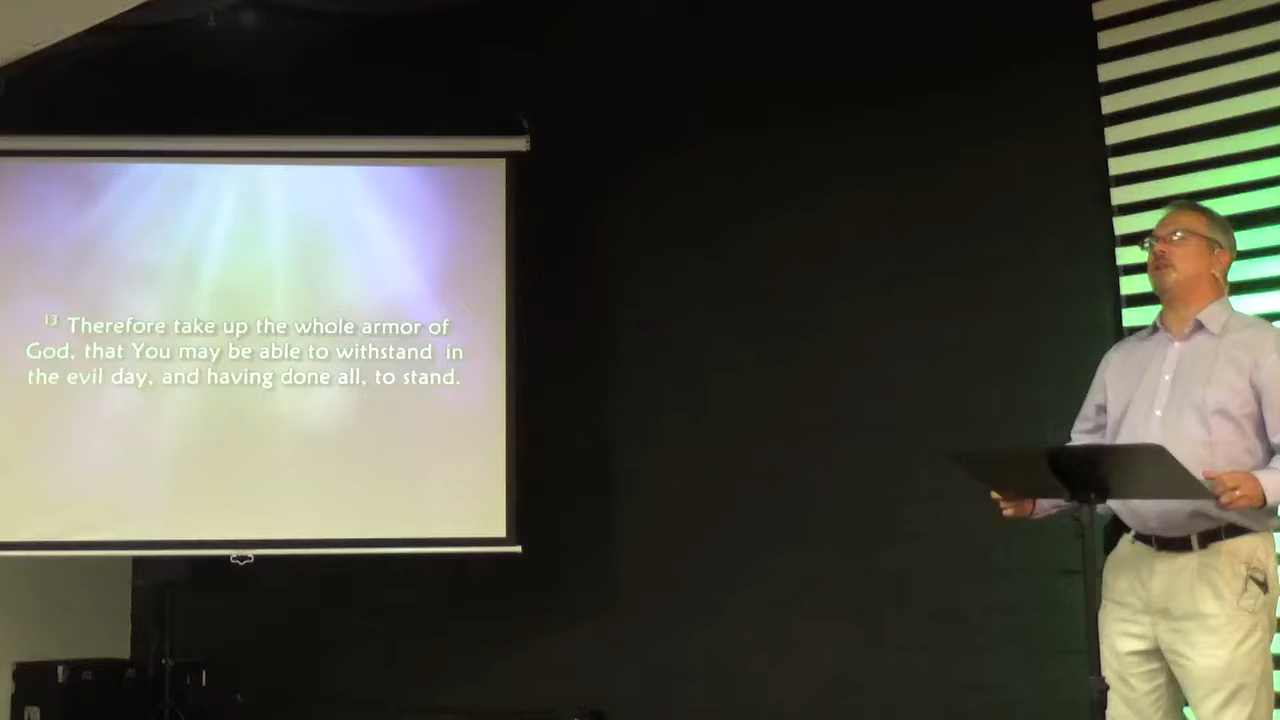 13 Therefore take up the whole armor of
God, that You may be able to withstand in
the evil day, and having done all, to stand.